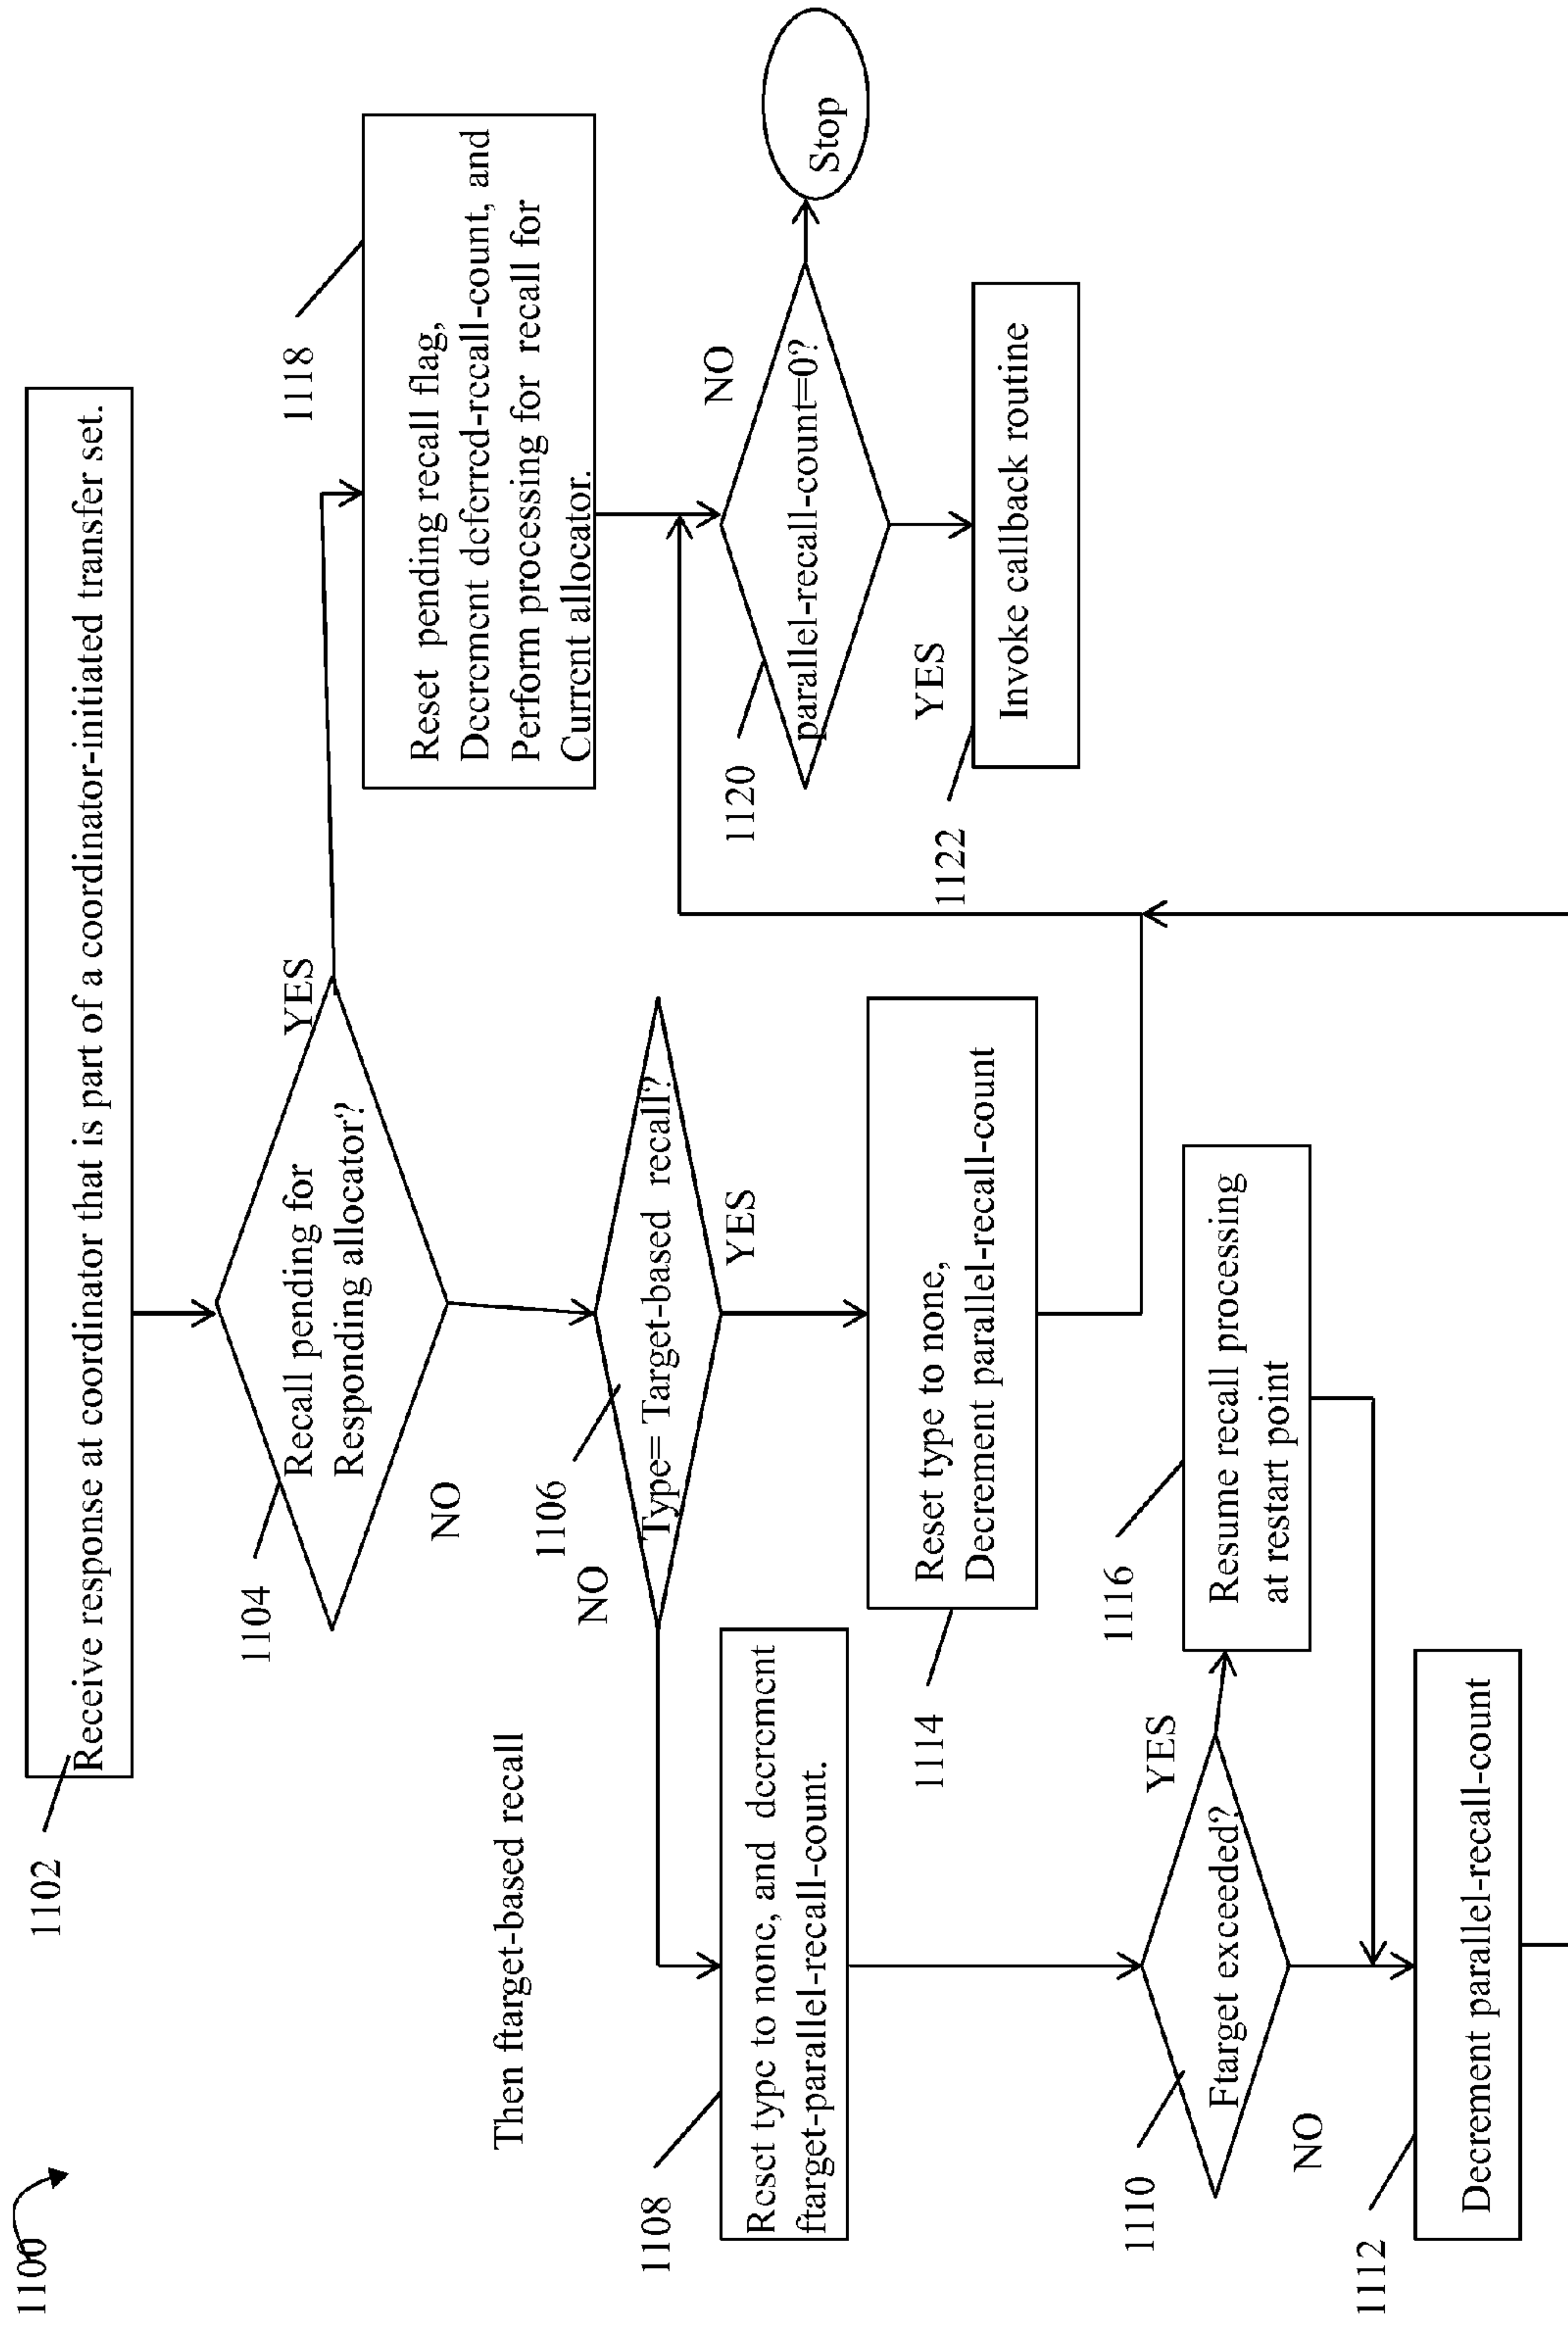 1100
1102
Receive response at coordinator that is part of a coordinator-initiated transfer set.
1104
Recall pending for
Responding allocator?
YES
NO
1118
Reset pending recall flag,
Decrement deferred-recall-count, and
Perform processing for recall for
Current allocator.
Then ftarget-based recall
1106
Type= Target-based recall?
NO
YES
1108
Reset type to none, and decrement
ftarget-parallel-recall-count.
1114
Reset type to none,
Decrement parallel-recall-count
1120
parallel-recall-count=0?
NO
Stop
YES
1122
Invoke callback routine
1110
Ftarget exceeded?
YES
NO
1116
Resume recall processing
at restart point
1112
Decrement parallel-recall-count